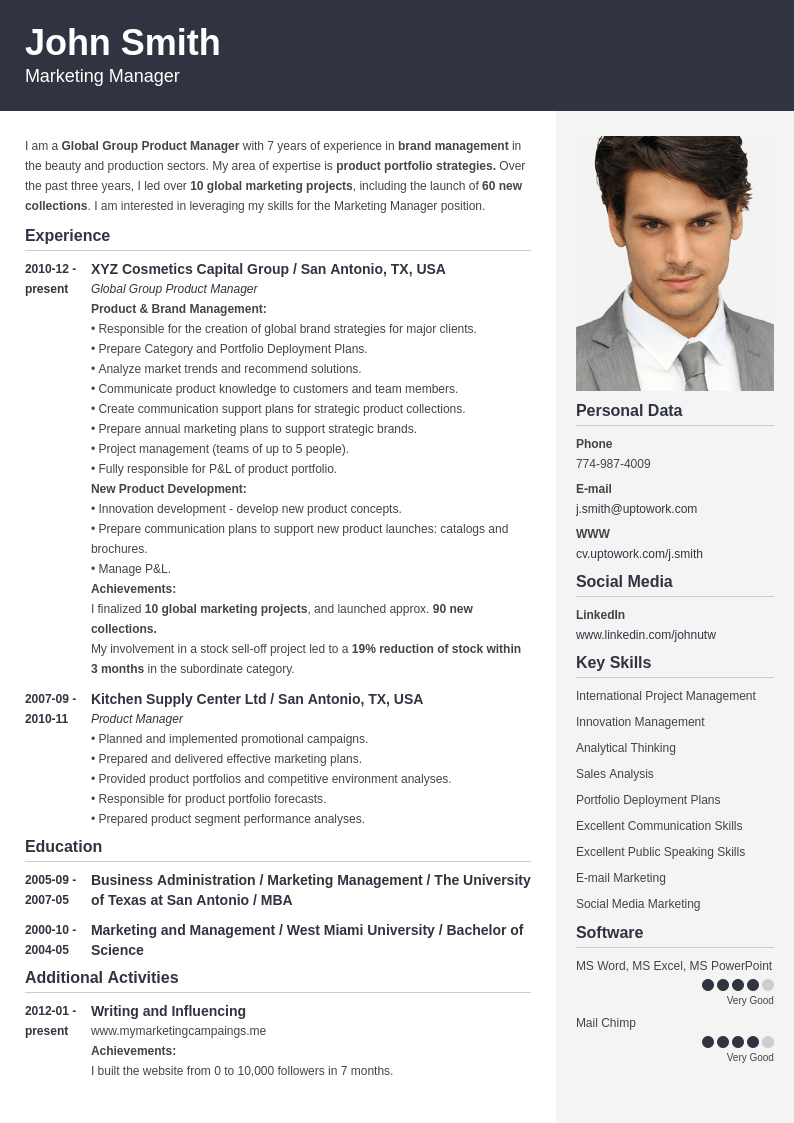 John Smith
Marketing Manager
I am a Global Group Product Manager with 7 years of experience in brand management in
the beauty and production sectors. My area of expertise is product portfolio strategies. Over
the past three years, I led over 10 global marketing projects, including the launch of 60 new
collections. I am interested in leveraging my skills for the Marketing Manager position.
Experience
2010-12 -
present
XYZ Cosmetics Capital Group / San Antonio, TX, USA
Global Group Product Manager
Product & Brand Management:
• Responsible for the creation of global brand strategies for major clients.
• Prepare Category and Portfolio Deployment Plans.
• Analyze market trends and recommend solutions.
• Communicate product knowledge to customers and team members.
• Create communication support plans for strategic product collections.
• Prepare annual marketing plans to support strategic brands.
• Project management (teams of up to 5 people).
• Fully responsible for P&L of product portfolio.
New Product Development:
• Innovation development - develop new product concepts.
• Prepare communication plans to support new product launches: catalogs and
brochures.
• Manage P&L.
Achievements:
I finalized 10 global marketing projects, and launched approx. 90 new
collections.
My involvement in a stock sell-off project led to a 19% reduction of stock within
3 months in the subordinate category.
2007-09 -
2010-11
Kitchen Supply Center Ltd / San Antonio, TX, USA
Product Manager
• Planned and implemented promotional campaigns.
• Prepared and delivered effective marketing plans.
• Provided product portfolios and competitive environment analyses.
• Responsible for product portfolio forecasts.
• Prepared product segment performance analyses.
Education
2005-09 -
2007-05
Business Administration / Marketing Management / The University
of Texas at San Antonio / MBA
2000-10 -
2004-05
Marketing and Management / West Miami University / Bachelor of
Science
Additional Activities
2012-01 -
present
Writing and Influencing
www.mymarketingcampaings.me
Achievements:
I built the website from 0 to 10,000 followers in 7 months.
Personal Data
Phone
774-987-4009
E-mail
j.smith@uptowork.com
WWW
cv.uptowork.com/j.smith
Social Media
LinkedIn
www.linkedin.com/johnutw
Key Skills
International Project Management
Innovation Management
Analytical Thinking
Sales Analysis
Portfolio Deployment Plans
Excellent Communication Skills
Excellent Public Speaking Skills
E-mail Marketing
Social Media Marketing
Software
MS Word, MS Excel, MS PowerPoint
Very Good
Mail Chimp
Very Good